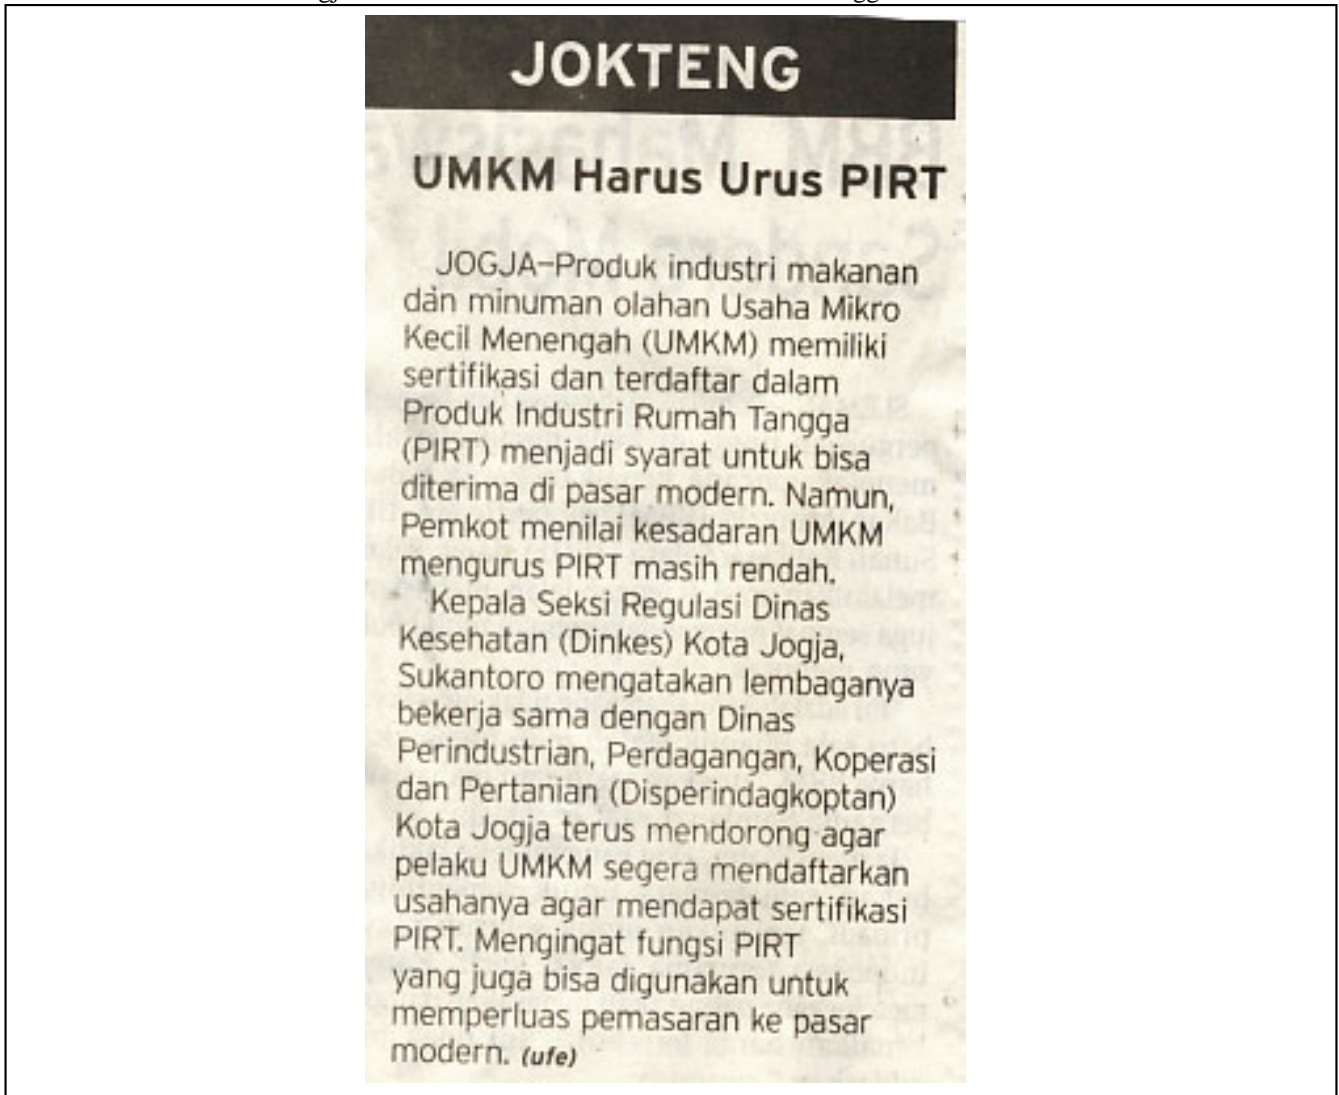 JOKTENG
UMKM Harus Urus PIRT
JOGJA–Produk industri makanan
dan minuman olahan Usaha Mikro
Kecil Menengah (UMKM) memiliki
sertifikasi dan terdaftar dalam
Produk Industri Rumah Tangga
(PIRT) menjadi syarat untuk bisa
diterima di pasar modern. Namun,
Pemkot menilai kesadaran UMKM
mengurus PIRT masih rendah.
Kepala Seksi Regulasi Dinas
Kesehatan (Dinkes) Kota Jogja,
Sukantoro mengatakan lembaganya
bekerja sama dengan Dinas
Perindustrian, Perdagangan, Koperasi
dan Pertanian (Disperindagkoptan)
Kota Jogja terus mendorong agar
pelaku UMKM segera mendaftarkan
usahanya agar mendapat sertifikasi
PIRT. Mengingat fungsi PIRT
yang juga bisa digunakan untuk
memperluas pemasaran ke pasar
modern. (ufe)